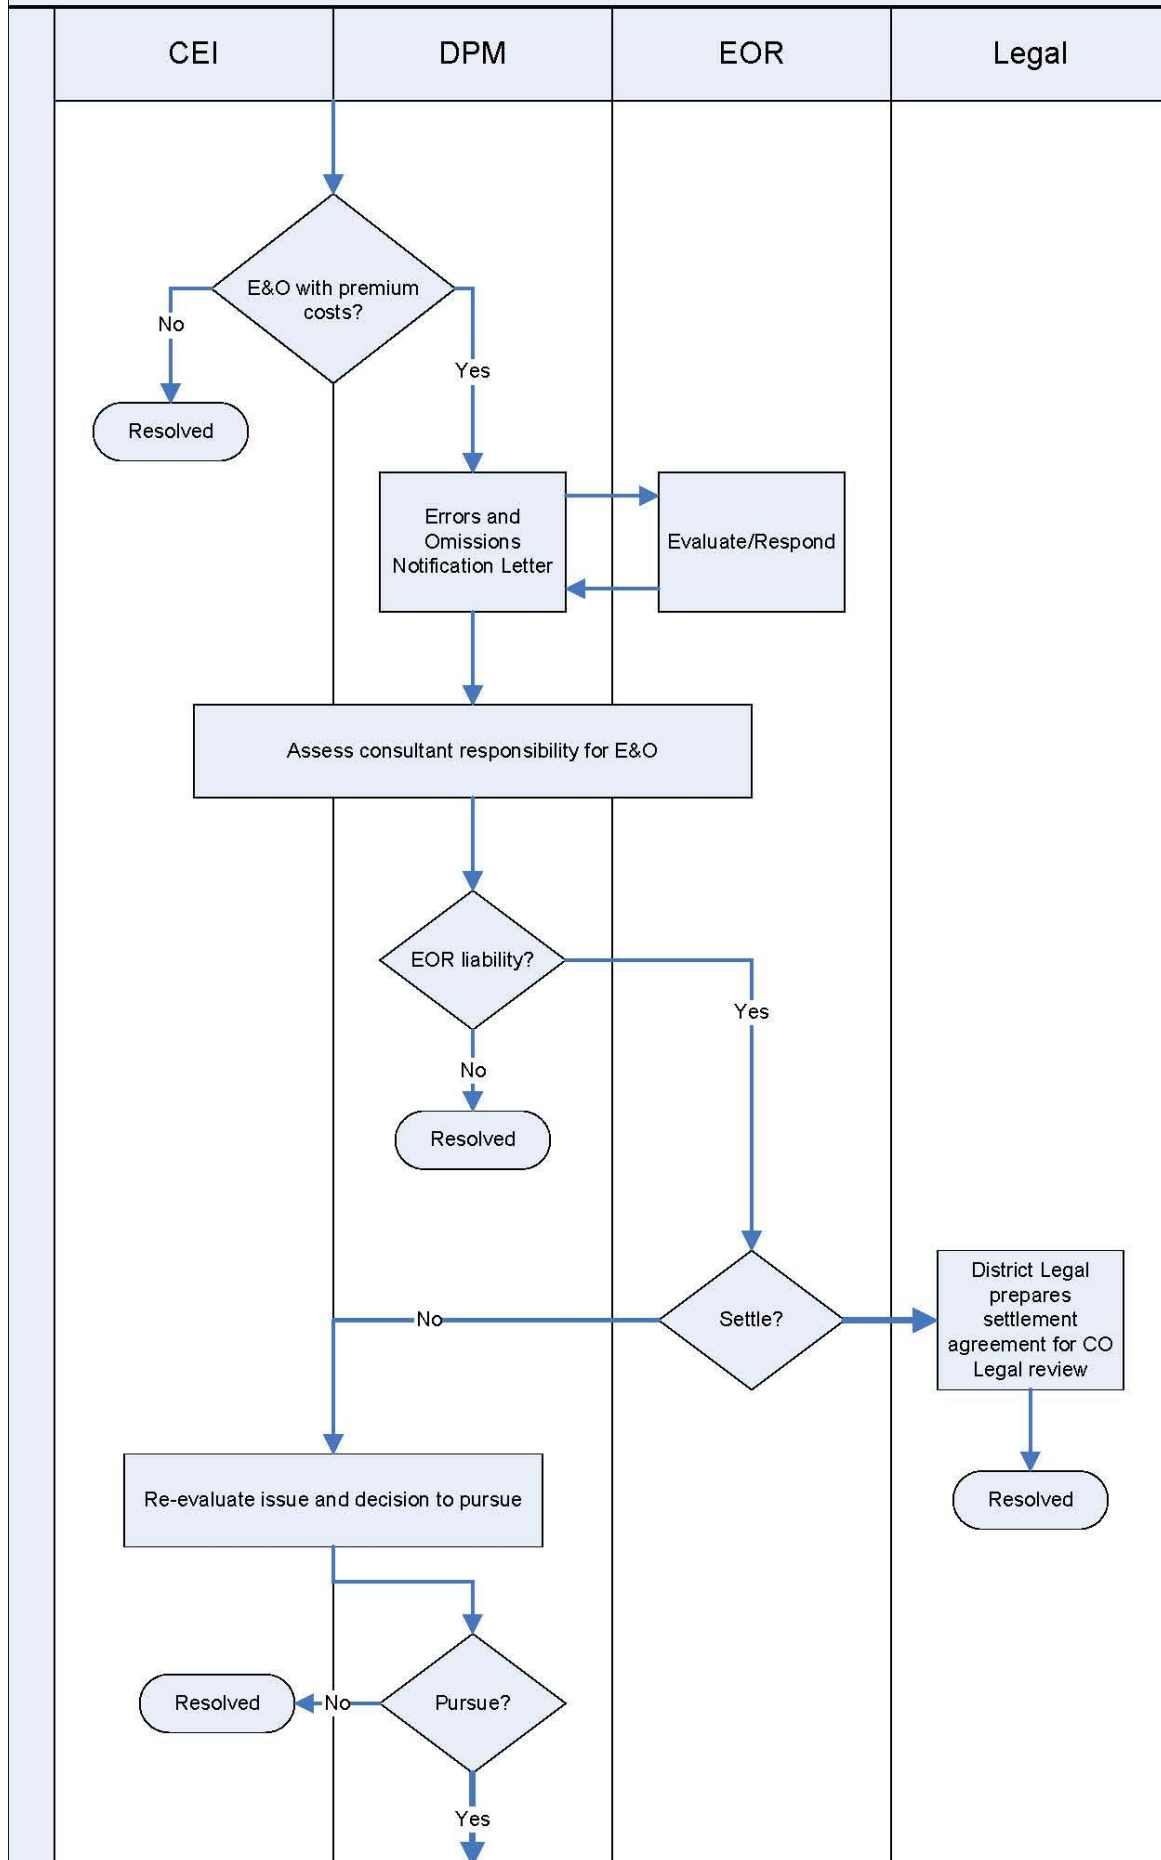 CEI
DPM
EOR
Legal
E&O with premium
costs?
No
Yes
Resolved
Errors and
Omissions
Notification Letter
Evaluate/Respond
Assess consultant responsibility for E&O
EOR liability?
Yes
No
Resolved
District Legal
prepares
settlement
agreement for CO
Legal review
Settle?
No
Re-evaluate issue and decision to pursue
Resolved
Resolved
No
Pursue?
Yes